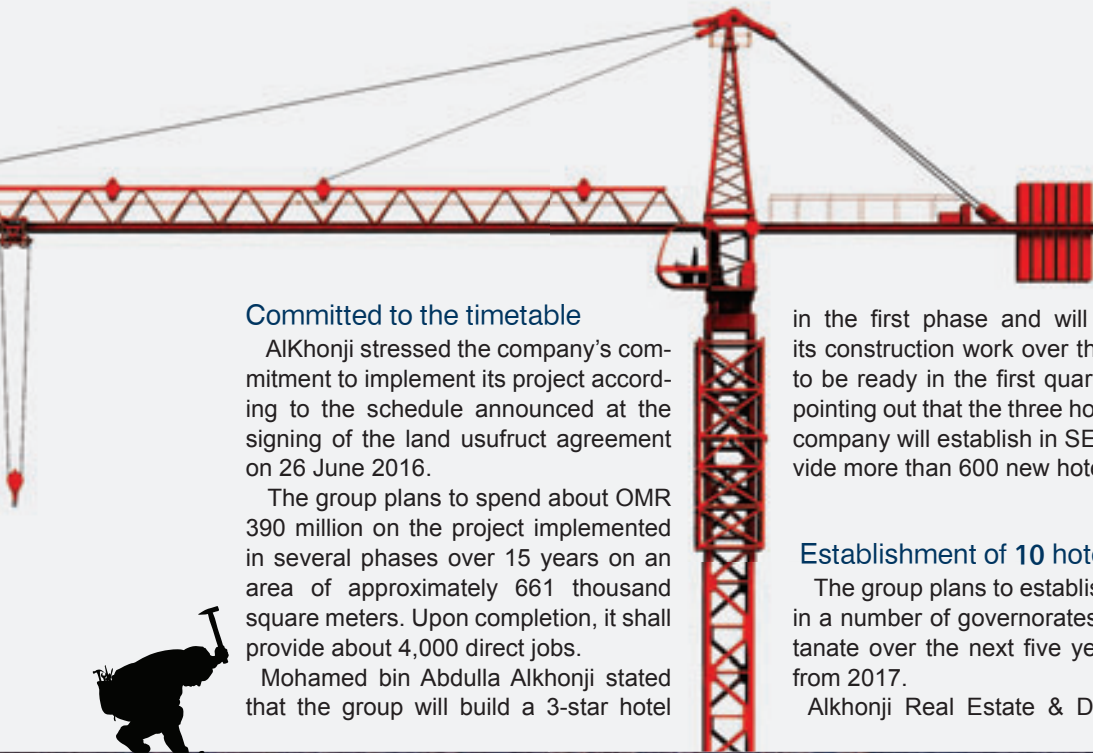 Committed to the timetable
AlKhonji stressed the company's com-
mitment to implement its project accord-
ing to the schedule announced at the
signing of the land usufruct agreement
on 26 June 2016.
The group plans to spend about OMR
390 million on the project implemented
in several phases over 15 years on an
area of approximately 661 thousand
square meters. Upon completion, it shall
provide about 4,000 direct jobs.
Mohamed bin Abdulla Alkhonji stated
that the group will build a 3-star hotel
in the first phase and will
its construction work over th
to be ready in the first quar
pointing out that the three ho
company will establish in SE
vide more than 600 new hote
Establishment of 10 hote
The group plans to establis
in a number of governorates
tanate over the next five ye
from 2017.
Alkhonji Real Estate & D